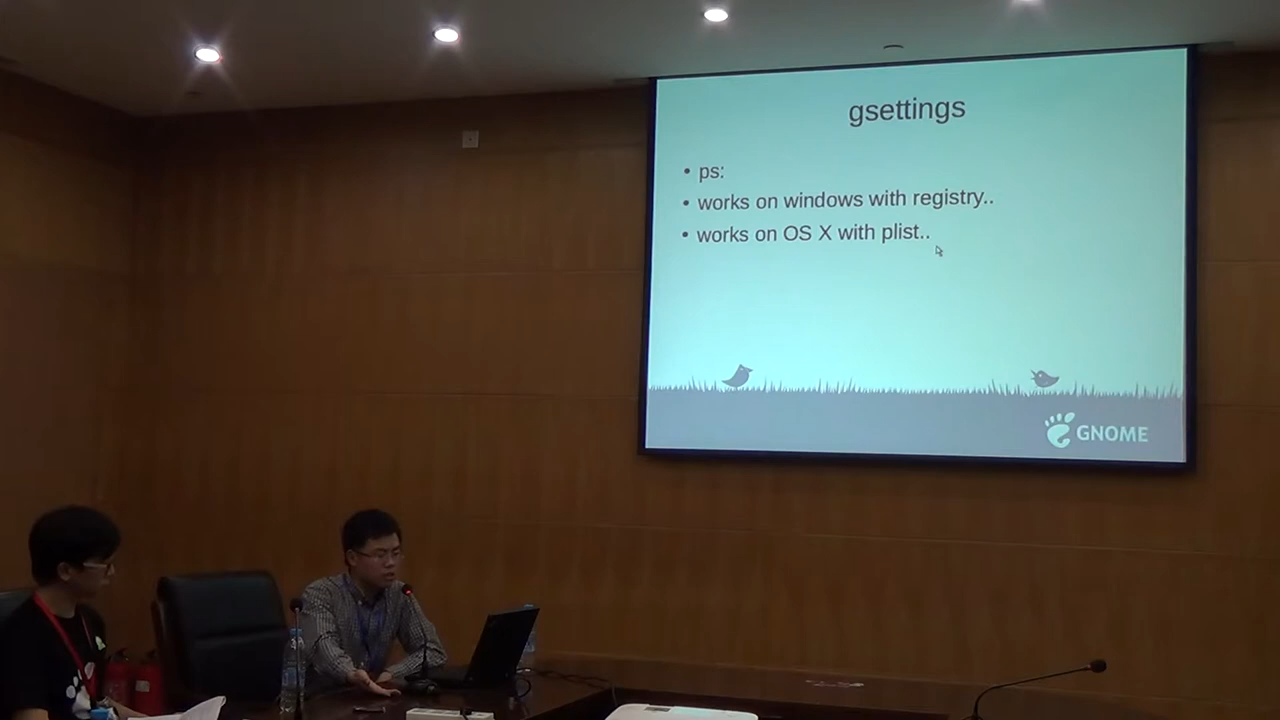 gsettings
• ps:
• works on windows with registry..
• works on OS X with plist..
GNOME